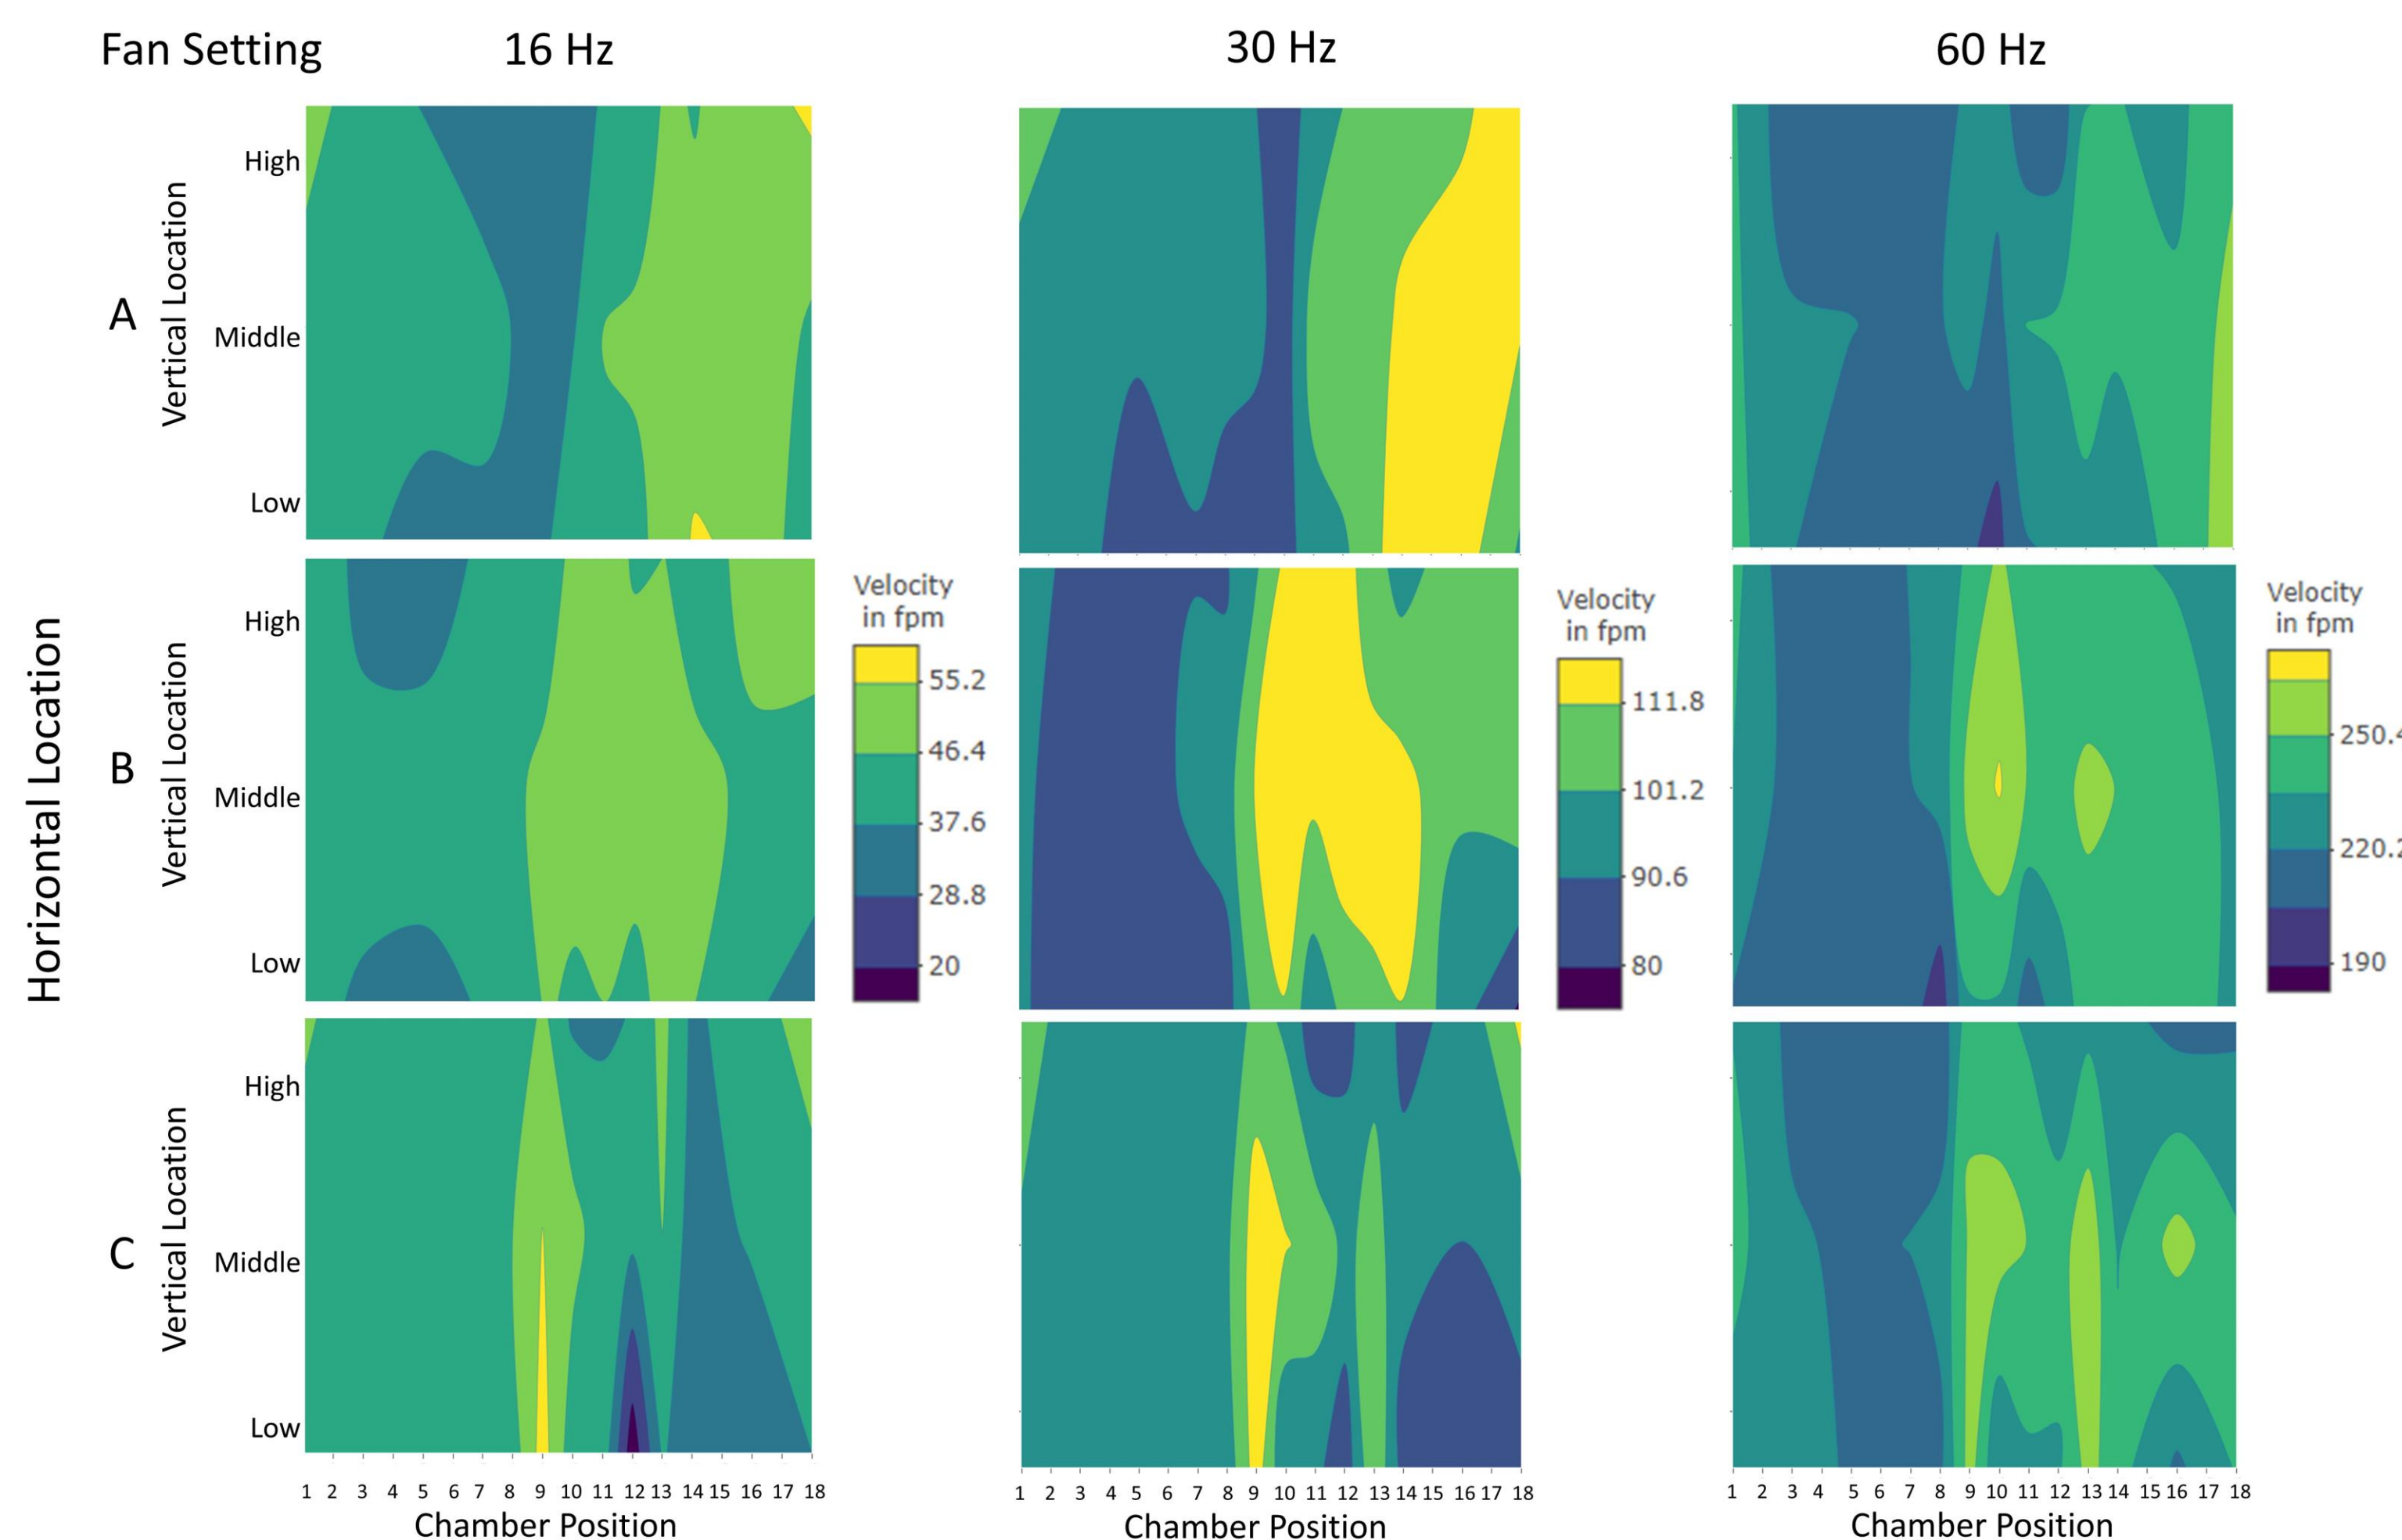 Fan Setting 16 Hz 30 Hz 60 Hz
Horizontal Location
A
Vertical Location
High
Middle
Low
B
Vertical Location
High
Middle
Low
C
Vertical Location
High
Middle
Low
Velocity
in fpm
55.2
46.4
37.6
28.8
20
Velocity
in fpm
111.8
101.2
90.6
80
Velocity
in fpm
250.4
220.2
190
1 2 3 4 5 6 7 8 9 10 11 12 13 14 15 16 17 18
Chamber Position
1 2 3 4 5 6 7 8 9 10 11 12 13 14 15 16 17 18
Chamber Position
1 2 3 4 5 6 7 8 9 10 11 12 13 14 15 16 17 18
Chamber Position